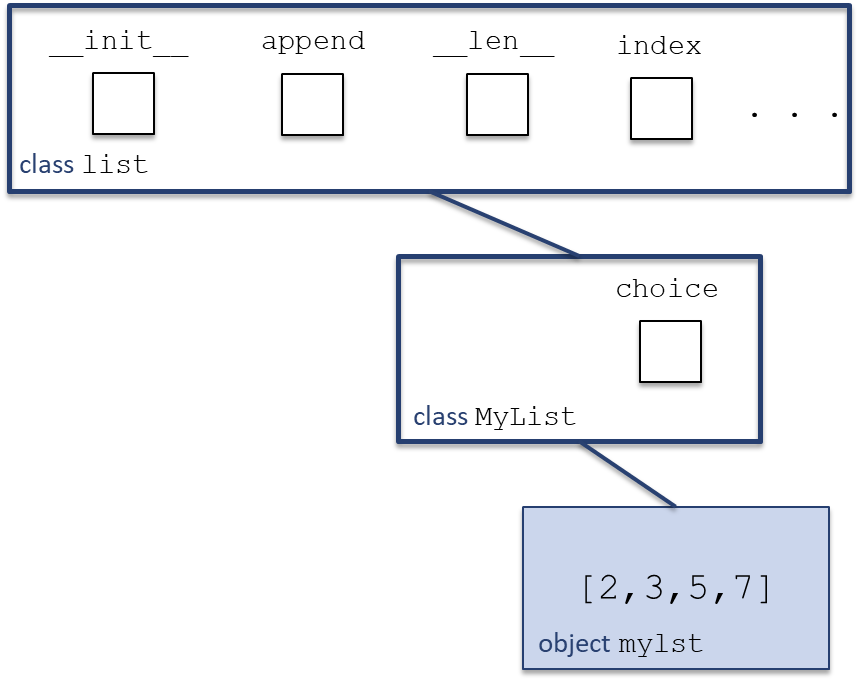 __init__ append __len__ index
. . .
class list
choice
class MyList
[2,3,5,7]
object mylst